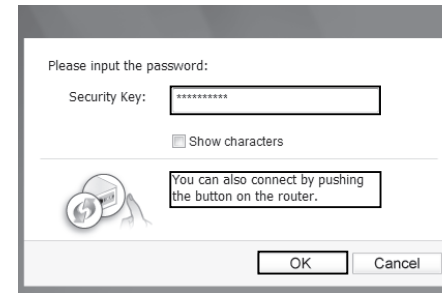 Please input the password:
Security Key: **********
Show characters
You can also connect by pushing
the button on the router.
OK Cancel